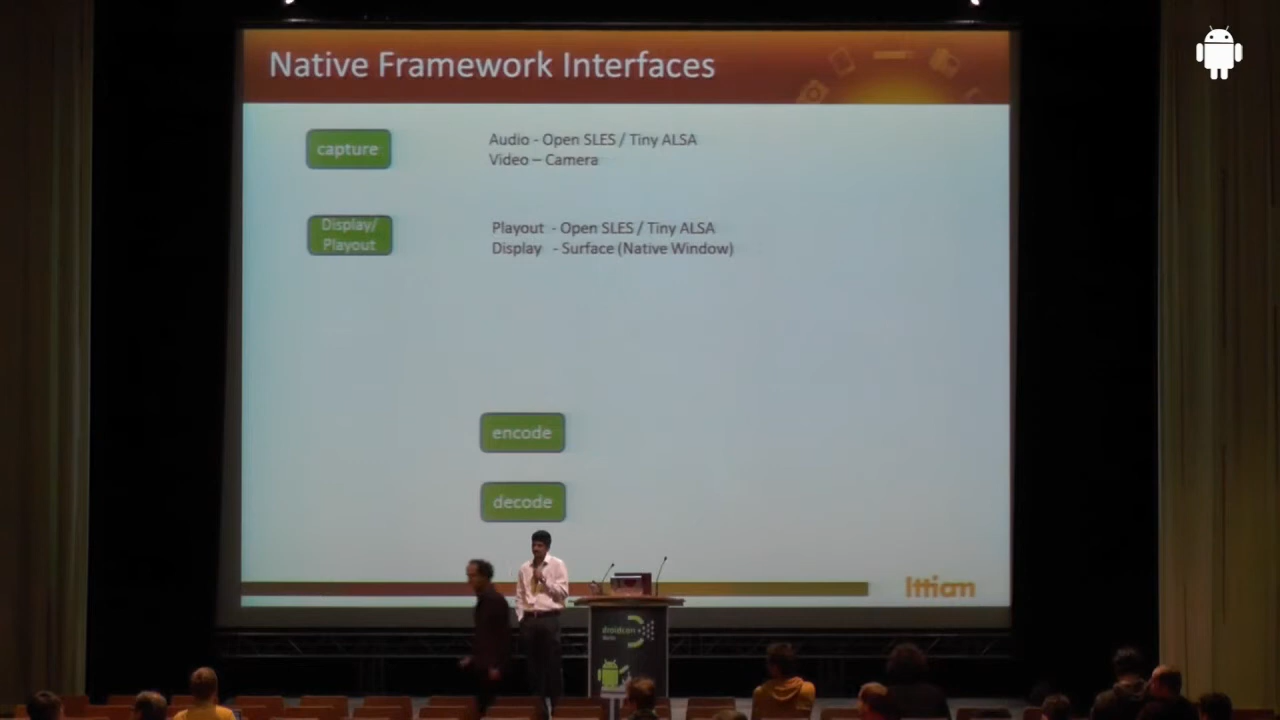 Native Framework Interfaces
capture
Audio - Open SLES / Tiny ALSA
Video – Camera
Display/
Playout
Playout - Open SLES / Tiny ALSA
Display - Surface (Native Window)
encode
decode
Ittiam
droidcon